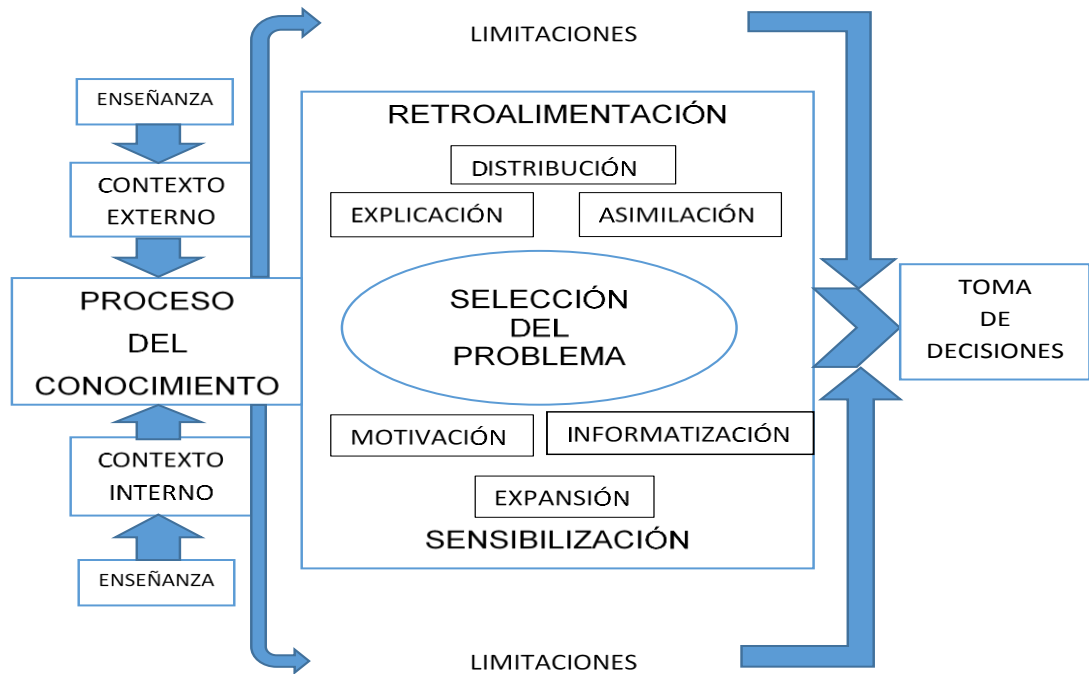 LIMITACIONES
ENSEÑANZA
CONTEXTO
EXTERNO
PROCESO
DEL
CONOCIMIENTO
CONTEXTO
INTERNO
ENSEÑANZA
RETROALIMENTACIÓN
DISTRIBUCIÓN
EXPLICACIÓN
ASIMILACIÓN
SELECCIÓN
DEL
PROBLEMA
MOTIVACIÓN
INFORMATIZACIÓN
EXPANSIÓN
SENSIBILIZACIÓN
TOMA
DE
DECISIONES
LIMITACIONES